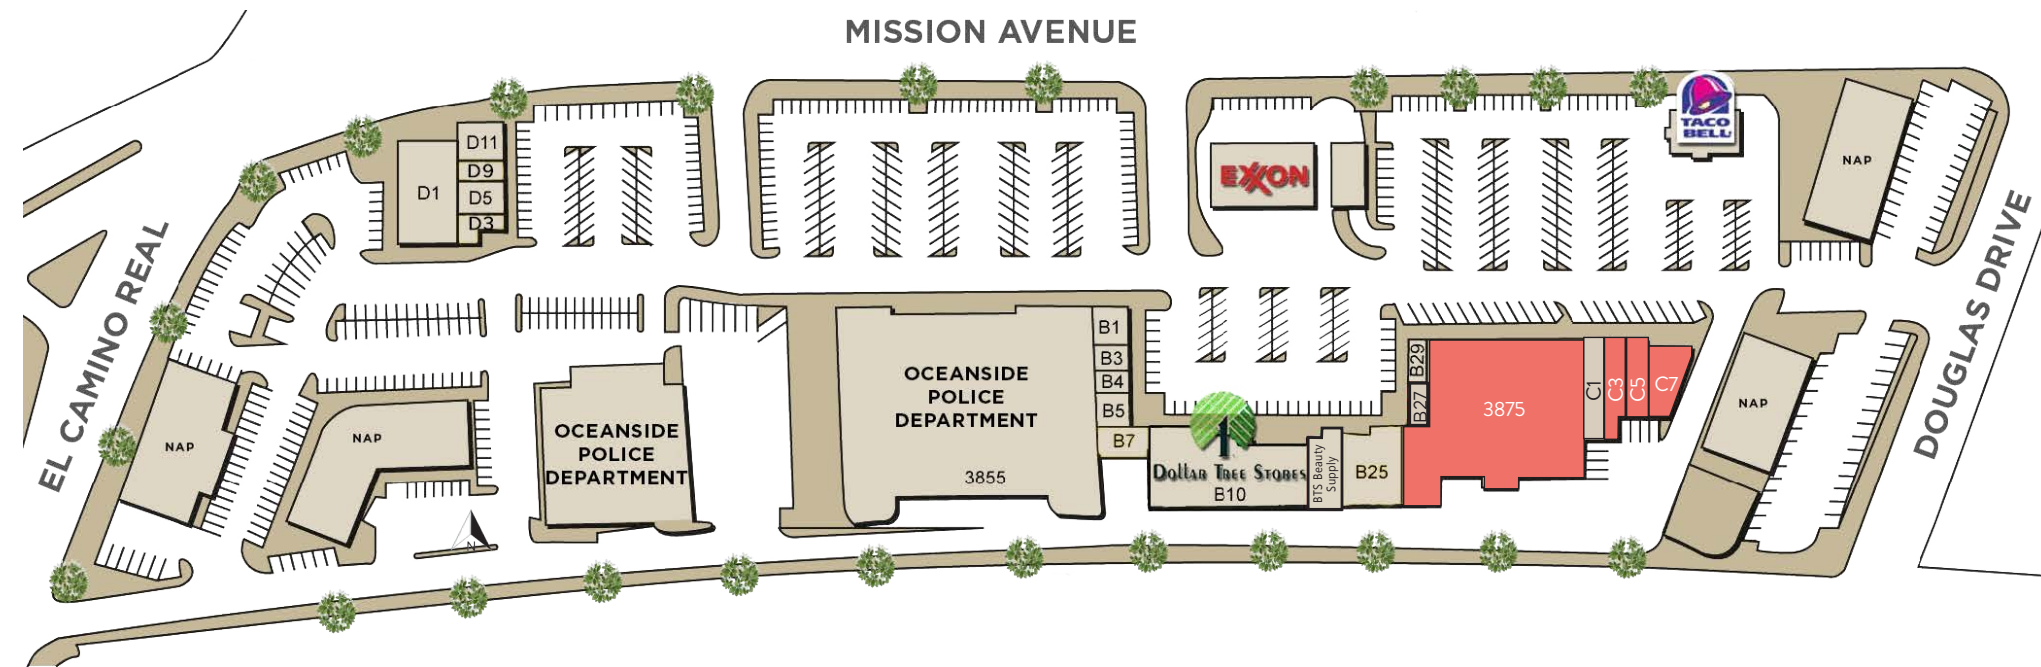 MISSION AVENUE
EL CAMINO REAL
DOUGLAS DRIVE
D11
D9
D1
D5
D3
EXXON
TACO
BELL
NAP
NAP
NAP
OCEANSIDE
POLICE
DEPARTMENT
N
OCEANSIDE
POLICE
DEPARTMENT
3855
B1
B3
B4
B5
B7
DOLLAR TREE STORES
B10
BTS Beauty
Supply
B25
B29
B27
3875
C1
C3
C5
C7
NAP